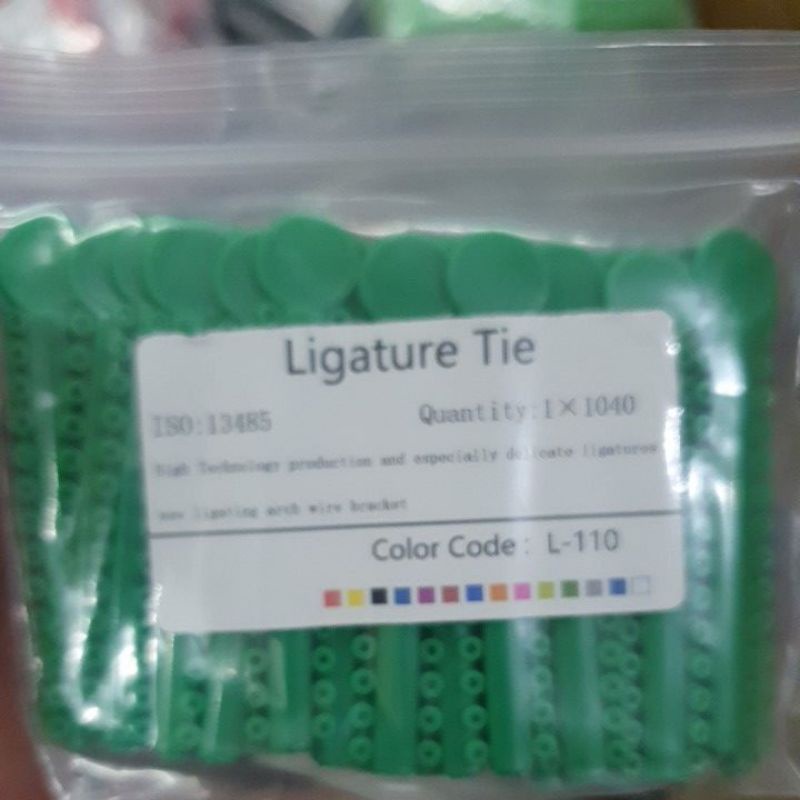 Ligature Tie
ISO:13485
Quantity:1×1040
High Technology production and especially delicate ligatures
ligating arch wire bracket
Color Code : L-110